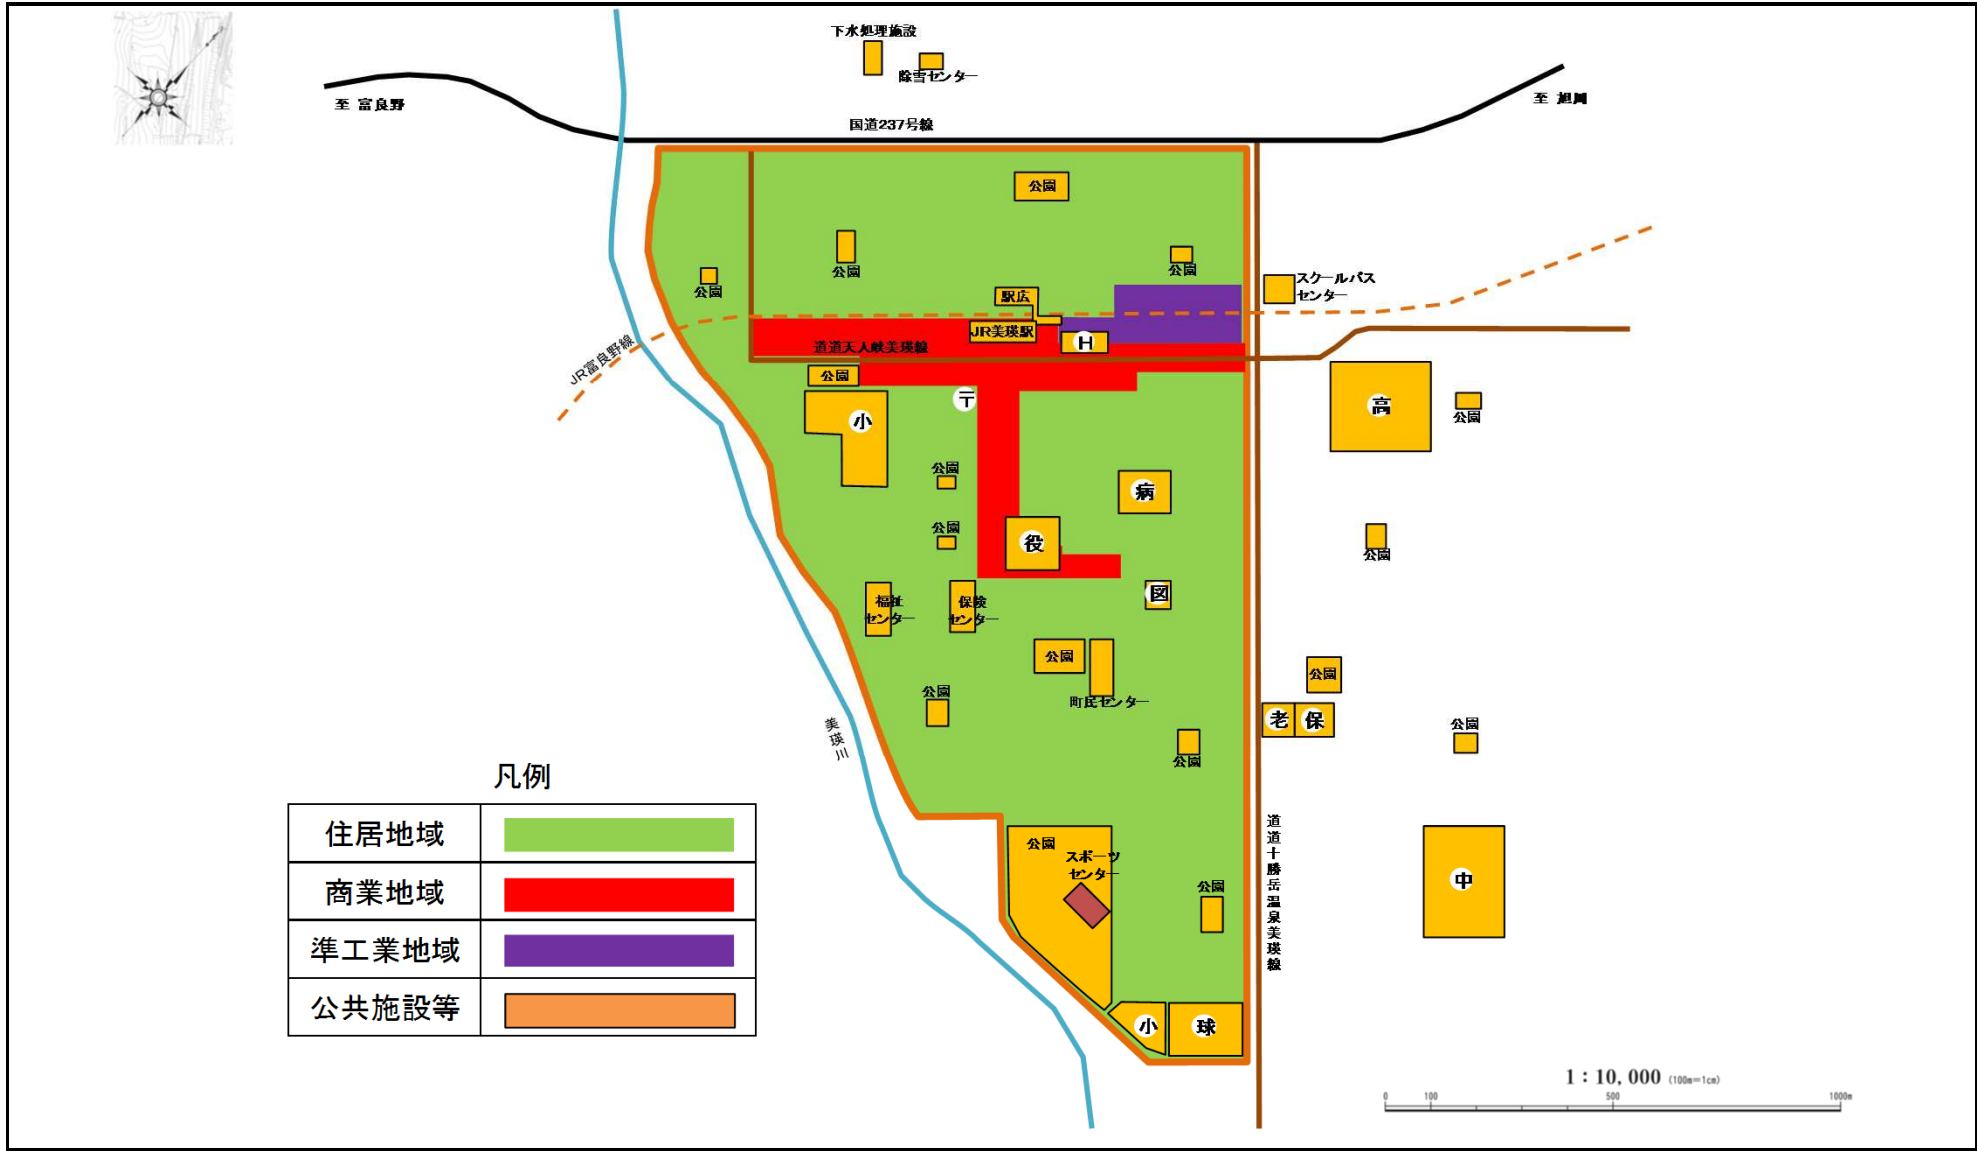 下水処理施設
除雪センター
至 富良野
至 旭川
国道237号線
公園
公園
公園
公園
駅広
JR美瑛駅
H
スクールバス
センター
JR富良野線
道道天人峡美瑛線
公園
小
〒
高
公園
公園
病
公園
役
公園
図
福祉
センター
保険
センター
公園
町民センター
公園
公園
公園
老
保
公園
美瑛川
道道十勝岳温泉美瑛線
公園
スポーツ
センター
公園
中
小
球
凡例
住居地域
商業地域
準工業地域
公共施設等
1：10,000 (100m=1cm)
0 100 500 1000m